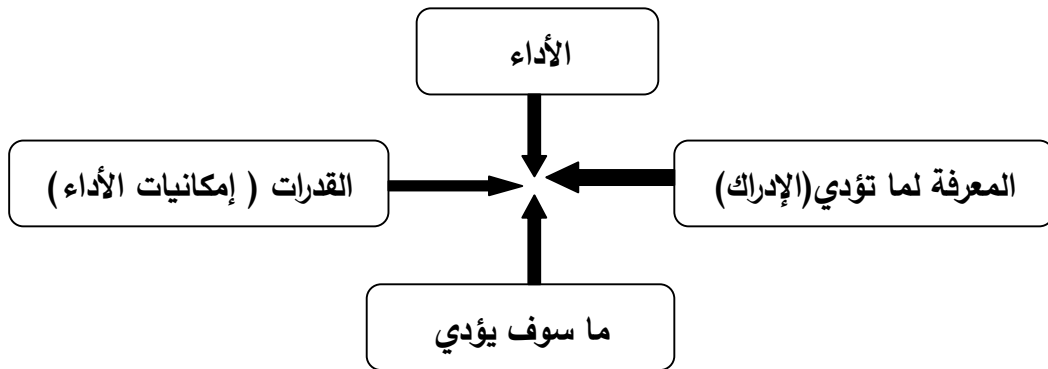 الأداء
المعرفة لما تؤدي(الإدراك)
القدرات ( إمكانيات الأداء )
ما سوف يؤدي